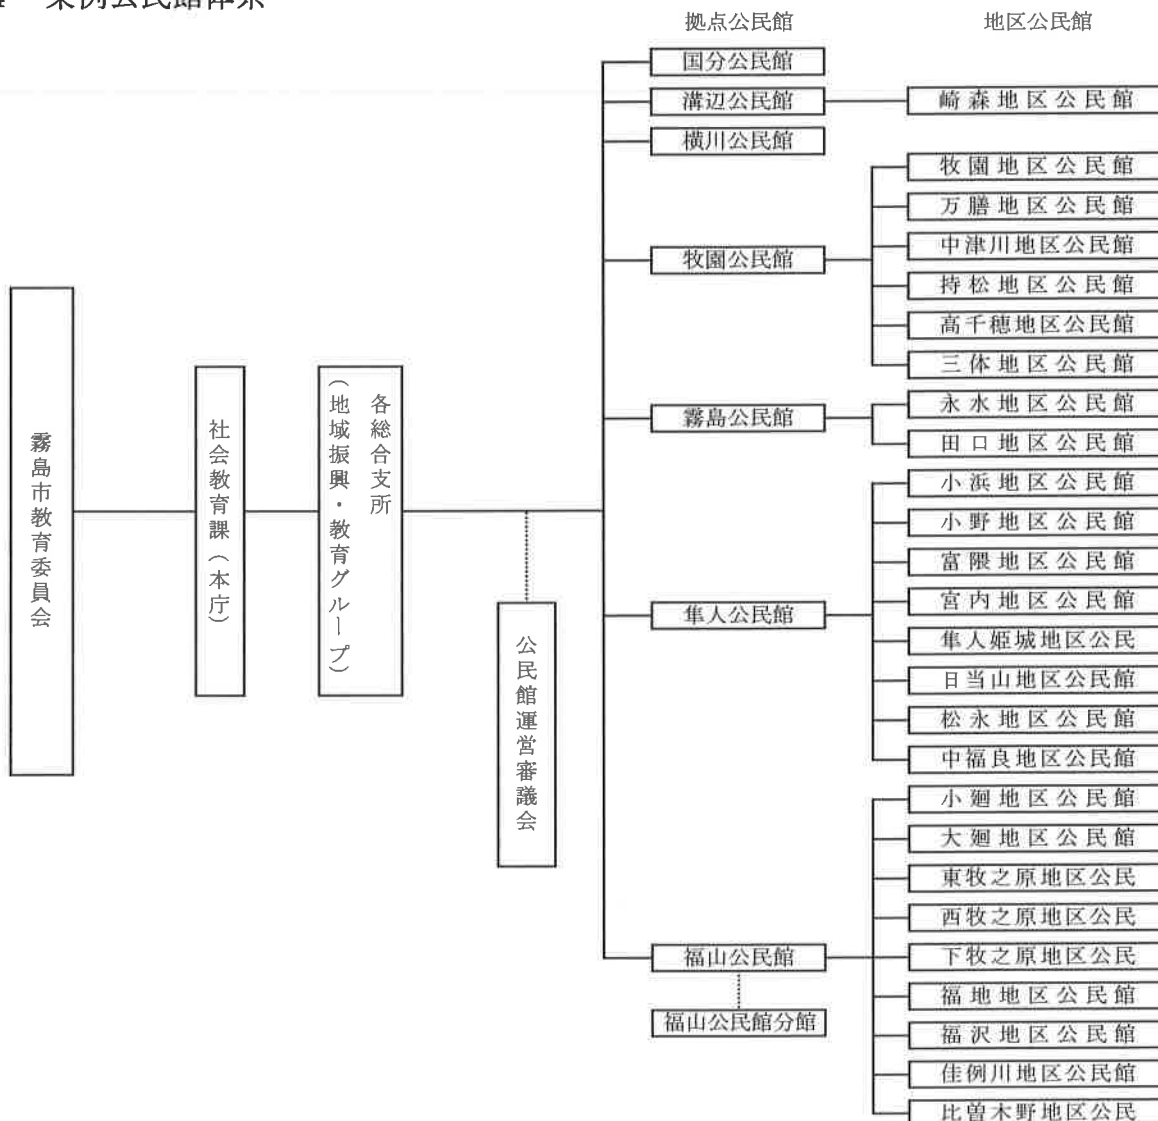 条例公民館体系
拠点公民館
地区公民館
国分公民館
溝辺公民館
崎森地区公民館
横川公民館
牧園公民館
牧園地区公民館
万膳地区公民館
中津川地区公民館
持松地区公民館
高千穂地区公民館
三体地区公民館
霧島公民館
永水地区公民館
田口地区公民館
隼人公民館
小浜地区公民館
小野地区公民館
富隈地区公民館
宮内地区公民館
隼人姫城地区公民
日当山地区公民館
松永地区公民館
中福良地区公民館
福山公民館
福山公民館分館
小廻地区公民館
大廻地区公民館
東牧之原地区公民
西牧之原地区公民
下牧之原地区公民
福地地区公民館
福沢地区公民館
佳例川地区公民館
比曽木野地区公民
霧島市教育委員会
社会教育課（本庁）
各総合支所
（地域振興・教育グループ）
公民館運営審議会